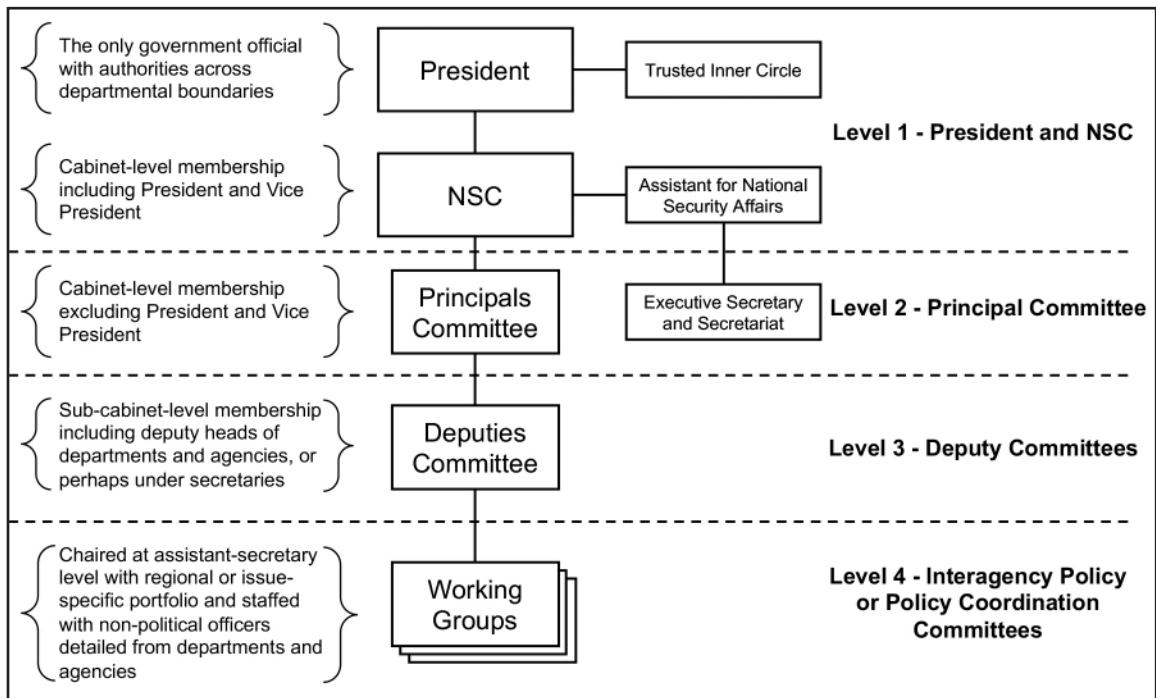 The only government official
with authorities across
departmental boundaries
President
Trusted Inner Circle
Level 1 - President and NSC
Cabinet-level membership
including President and Vice
President
NSC
Assistant for National
Security Affairs
Cabinet-level membership
excluding President and Vice
President
Principals
Committee
Executive Secretary
and Secretariat
Level 2 - Principal Committee
Sub-cabinet-level membership
including deputy heads of
departments and agencies, or
perhaps under secretaries
Deputies
Committee
Level 3 - Deputy Committees
Chaired at assistant-secretary
level with regional or issue-
specific portfolio and staffed
with non-political officers
detailed from departments and
agencies
Working
Groups
Level 4 - Interagency Policy
or Policy Coordination
Committees